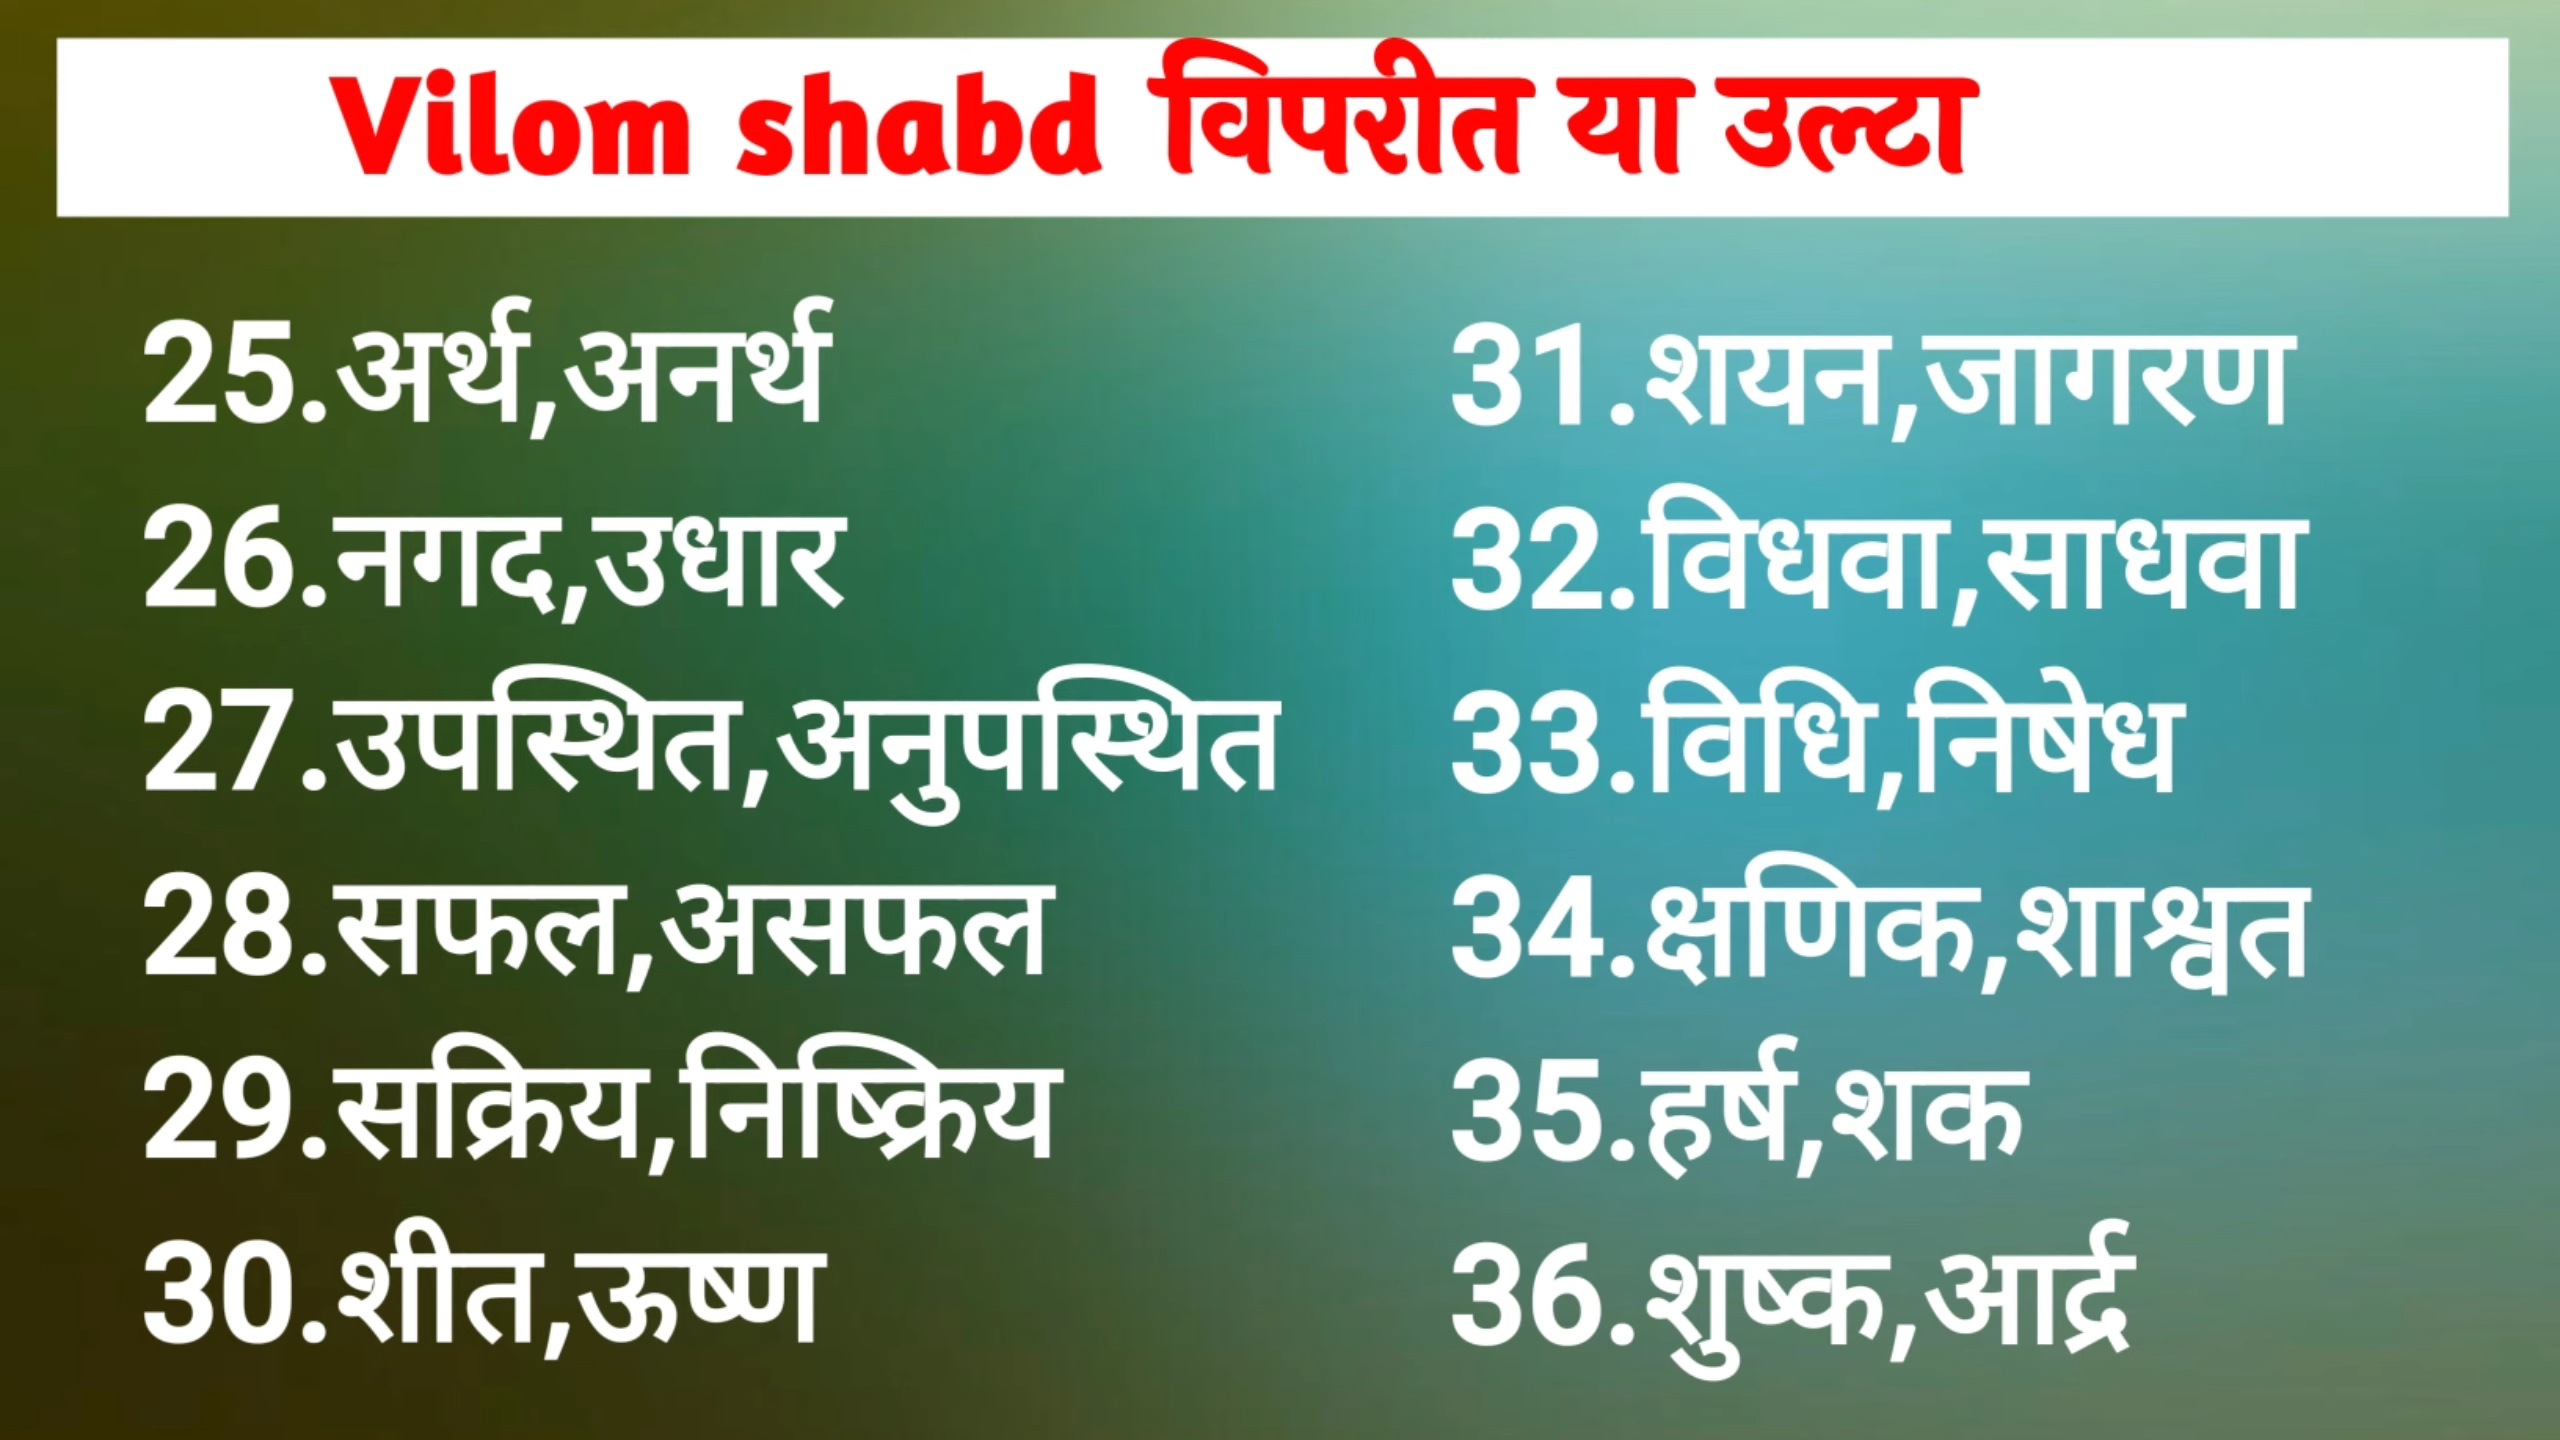 Vilom shabd विपरीत या उल्टा
25.अर्थ,अनर्थ
26.नगद,उधार
27.उपस्थित,अनुपस्थित
28.सफल,असफल
29.सक्रिय,निष्क्रिय
30.शीत,ऊष्ण
31.शयन,जागरण
32.विधवा,साधवा
33.विधि,निषेध
34.क्षणिक,शाश्वत
35.हर्ष,शक
36.शुष्क,आर्द्र